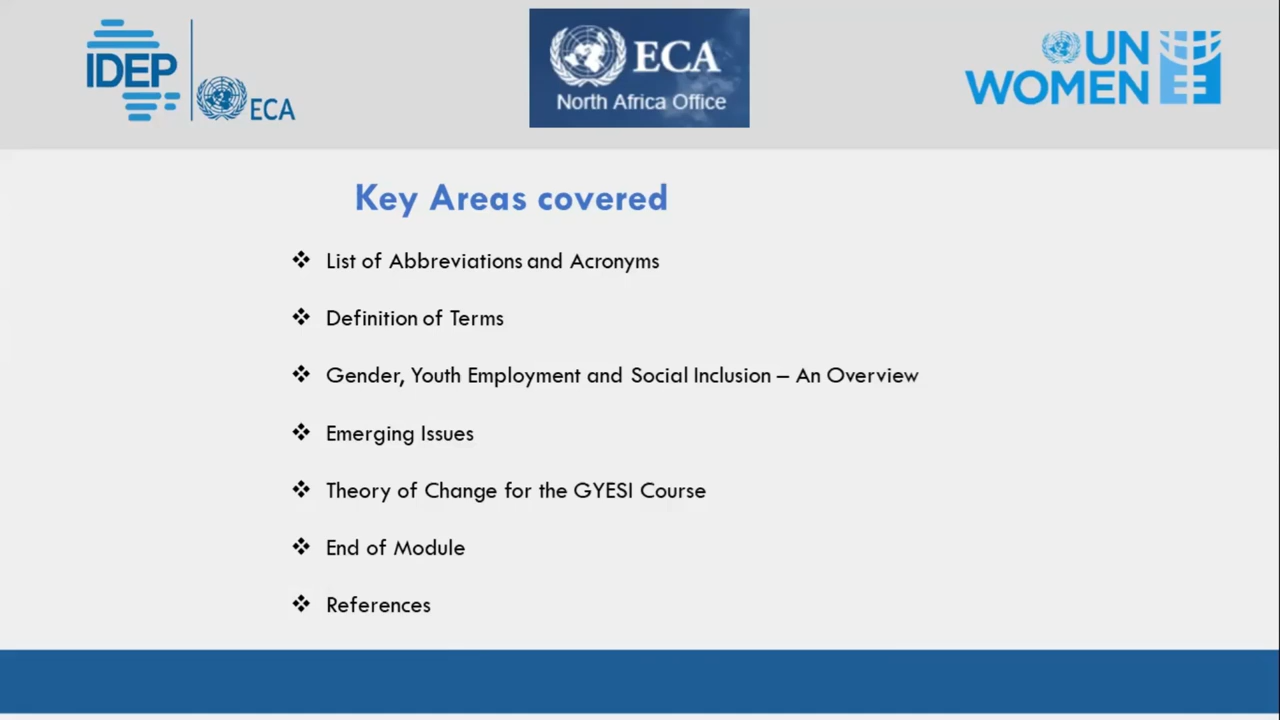 IDEP
ECA
ECA
North Africa Office
UN
WOMEN
Key Areas covered
List of Abbreviations and Acronyms
Definition of Terms
Gender, Youth Employment and Social Inclusion – An Overview
Emerging Issues
Theory of Change for the GYESI Course
End of Module
References